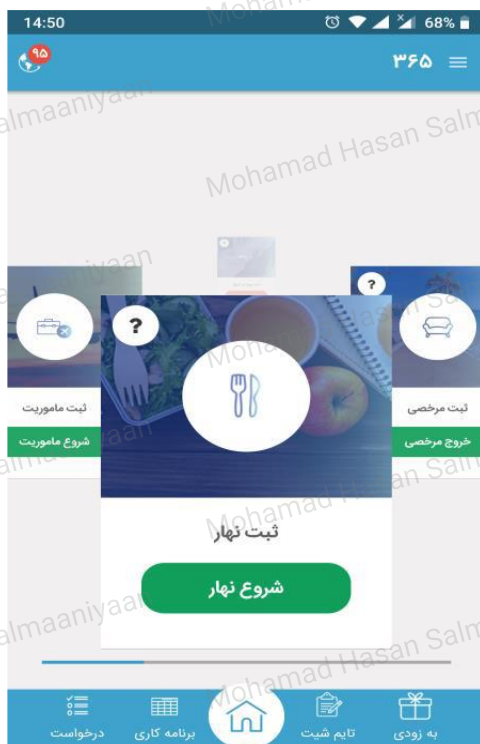 14:50
68%
۹۵
۳۶۵
?
?
ثبت مرخصی
خروج مرخصی
ثبت ماموریت
شروع ماموریت
ثبت نهار
شروع نهار
به زودی
تایم شیت
برنامه کاری
درخواست
Mohamad Hasan Salmaaniyaan